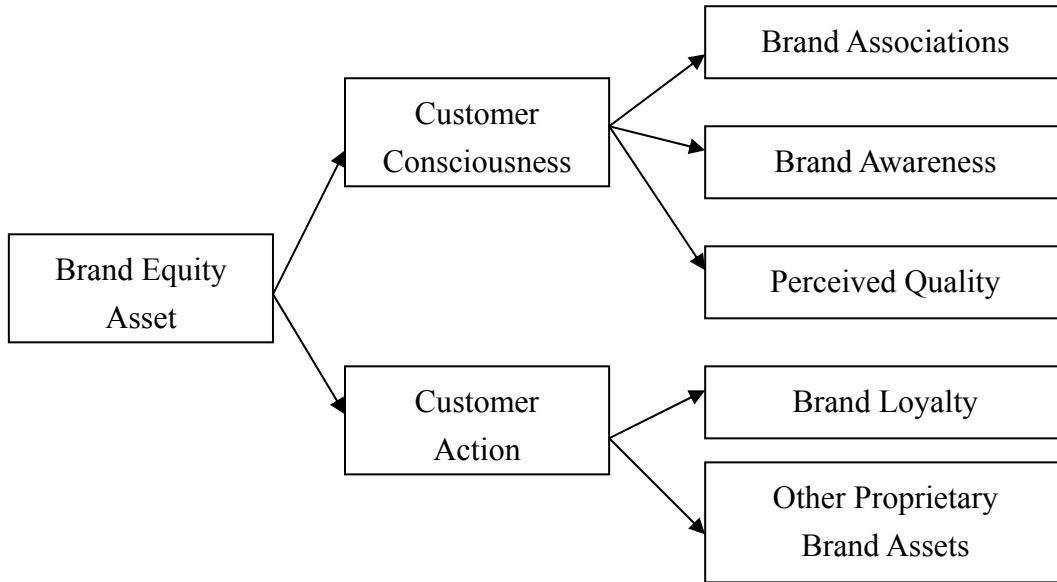 Brand Associations
Customer
Consciousness
Brand Awareness
Brand Equity
Asset
Perceived Quality
Customer
Action
Brand Loyalty
Other Proprietary
Brand Assets